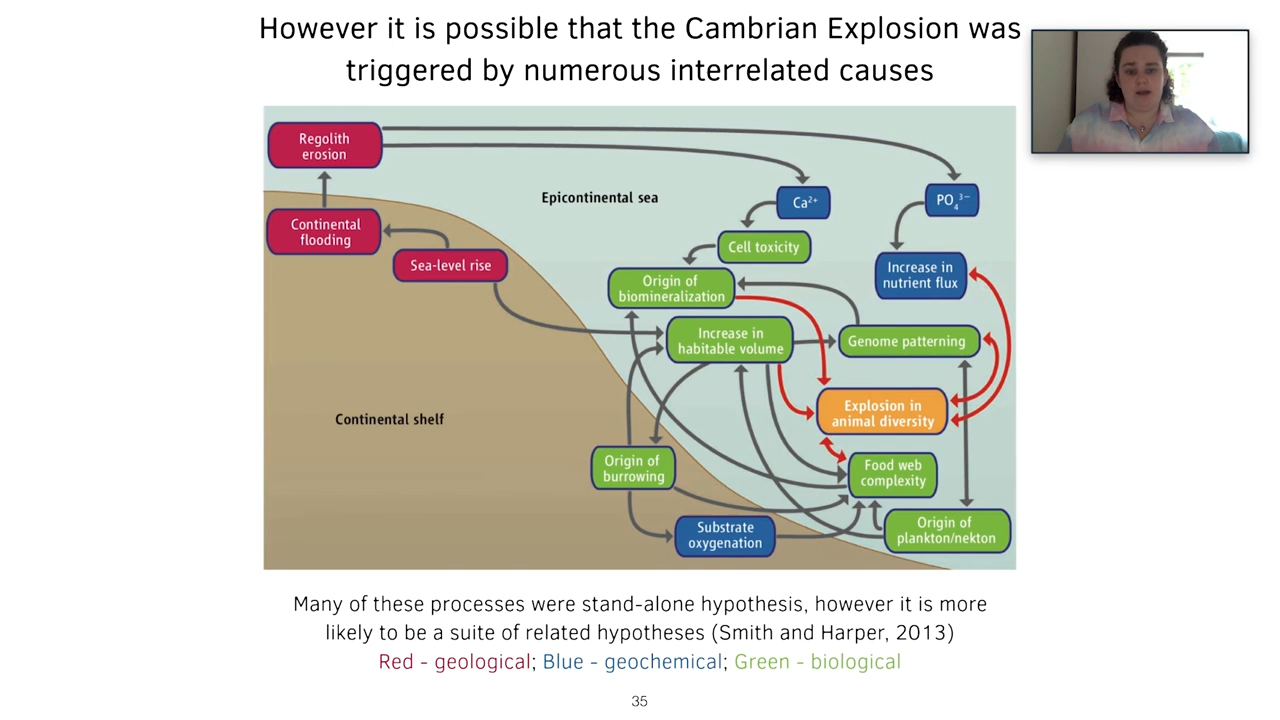 However it is possible that the Cambrian Explosion was
triggered by numerous interrelated causes
Regolith
erosion
Epicontinental sea
Ca²⁺
PO₄³⁻
Continental
flooding
Cell toxicity
Sea-level rise
Increase in
nutrient flux
Origin of
biomineralization
Increase in
habitable volume
Genome patterning
Continental shelf
Explosion in
animal diversity
Origin of
burrowing
Food web
complexity
Substrate
oxygenation
Origin of
plankton/nekton
Many of these processes were stand-alone hypothesis, however it is more
likely to be a suite of related hypotheses (Smith and Harper, 2013)
Red - geological; Blue - geochemical; Green - biological
35